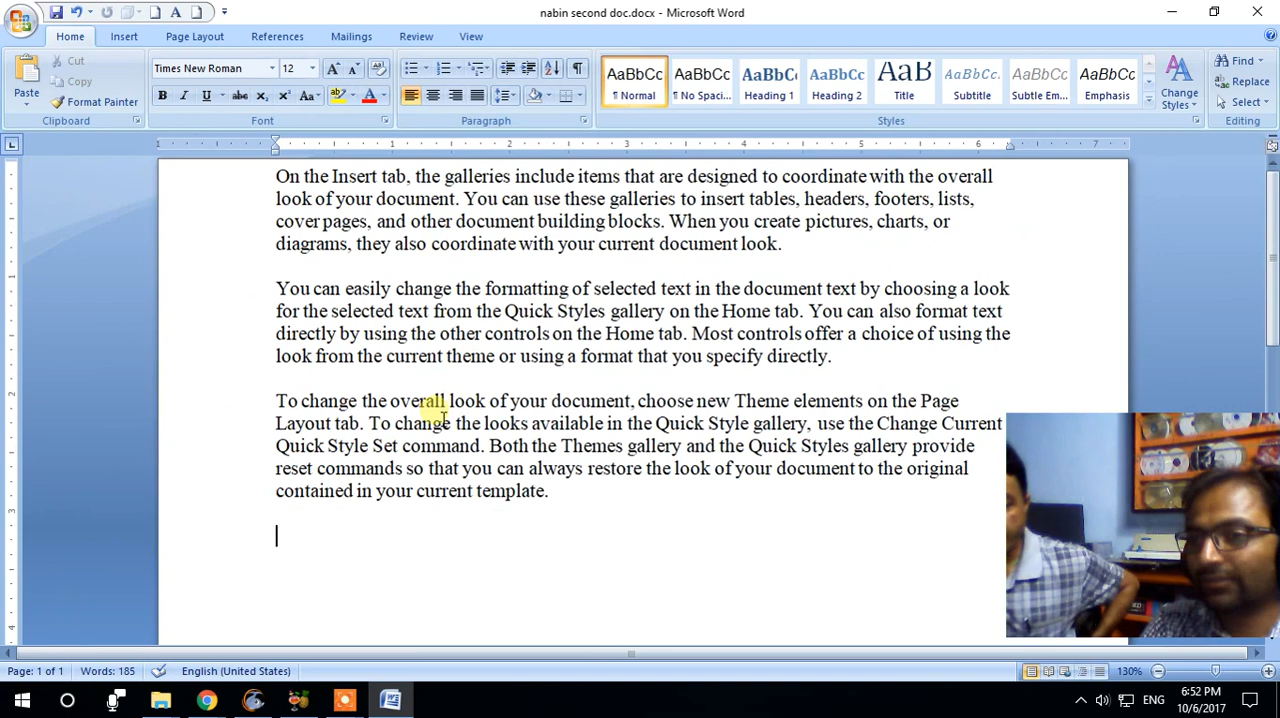 nabin second doc.docx - Microsoft Word
Home Insert Page Layout References Mailings Review View
Paste
Cut
Copy
Format Painter
Clipboard
Times New Roman 12
Font
Paragraph
AaBbCc AaBbCc AaBbC AaBbCc AaB AaBbCc AaBbCc AaBbCc
¶ Normal ¶ No Spaci... Heading 1 Heading 2 Title Subtitle Subtle Em... Emphasis
Change Styles
Styles
Find
Replace
Select
Editing
1 1 2 3 4 5 6 7
On the Insert tab, the galleries include items that are designed to coordinate with the overall
look of your document. You can use these galleries to insert tables, headers, footers, lists,
cover pages, and other document building blocks. When you create pictures, charts, or
diagrams, they also coordinate with your current document look.
You can easily change the formatting of selected text in the document text by choosing a look
for the selected text from the Quick Styles gallery on the Home tab. You can also format text
directly by using the other controls on the Home tab. Most controls offer a choice of using the
look from the current theme or using a format that you specify directly.
To change the overall look of your document, choose new Theme elements on the Page
Layout tab. To change the looks available in the Quick Style gallery, use the Change Current
Quick Style Set command. Both the Themes gallery and the Quick Styles gallery provide
reset commands so that you can always restore the look of your document to the original
contained in your current template.
Page: 1 of 1 Words: 185 English (United States) 130%
ENG 6:52 PM
10/6/2017